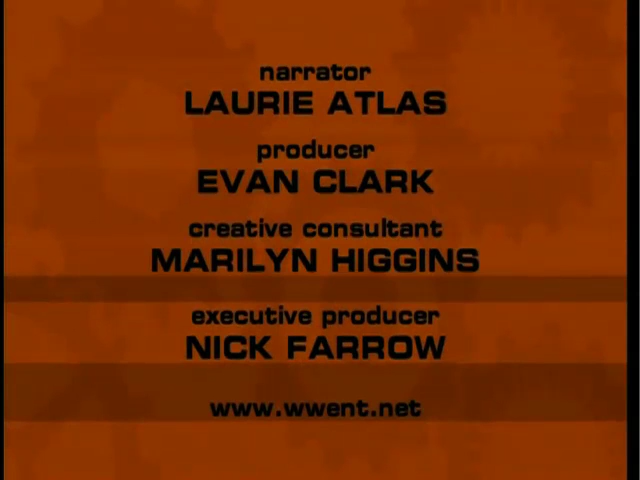 narrator
LAURIE ATLAS
producer
EVAN CLARK
creative consultant
MARILYN HIGGINS
executive producer
NICK FARROW
www.wwent.net